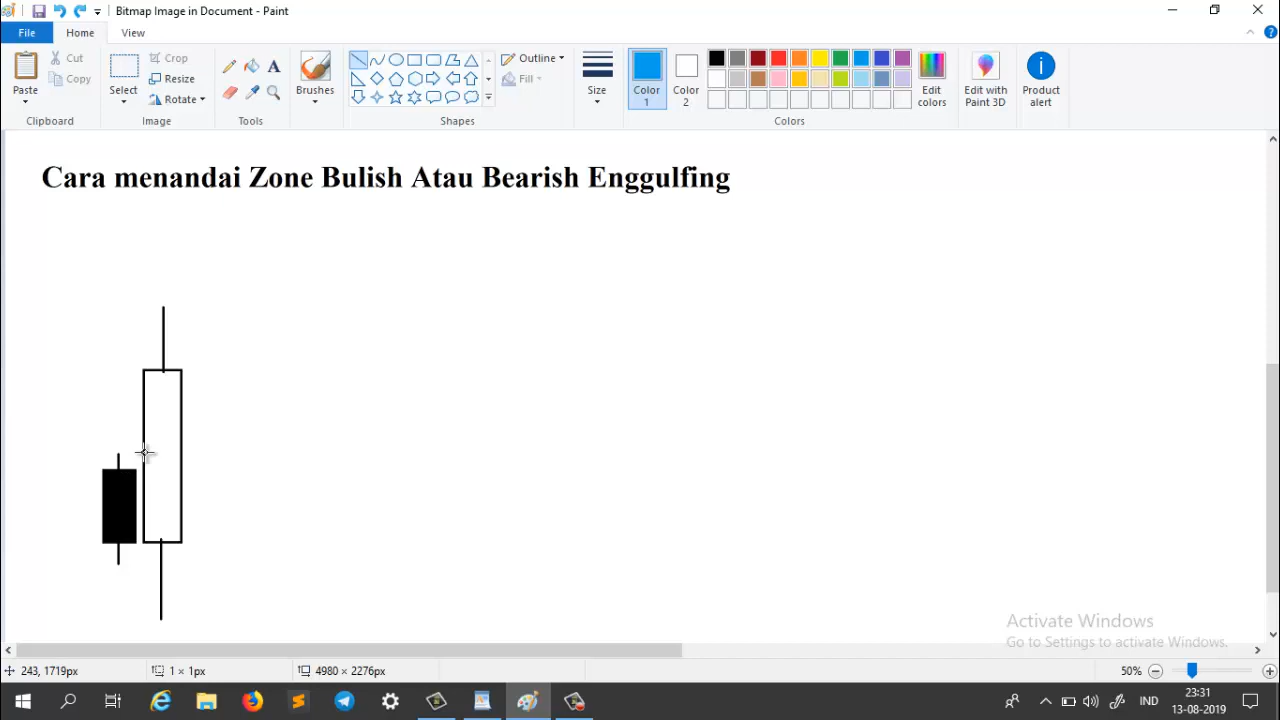 Bitmap Image in Document - Paint
File Home View
Paste
Cut
Copy
Clipboard
Select
Crop
Resize
Rotate
Image
Tools
Brushes
Outline
Fill
Shapes
Size
Color
1
Color
2
Edit
colors
Colors
Edit with
Paint 3D
Product
alert
Cara menandai Zone Bulish Atau Bearish Enggulfing
Activate Windows
Go to Settings to activate Windows.
243, 1719px 1 × 1px 4980 × 2276px 50%
IND
23:31
13-08-2019